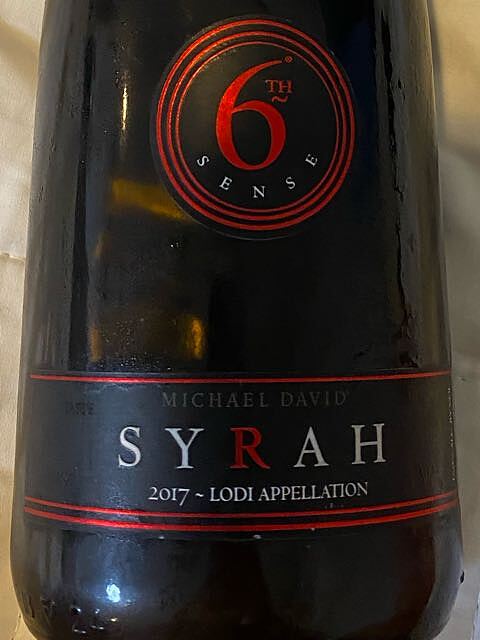 6TH
SENSE
MICHAEL DAVID
SYRAH
2017 ~ LODI APPELLATION